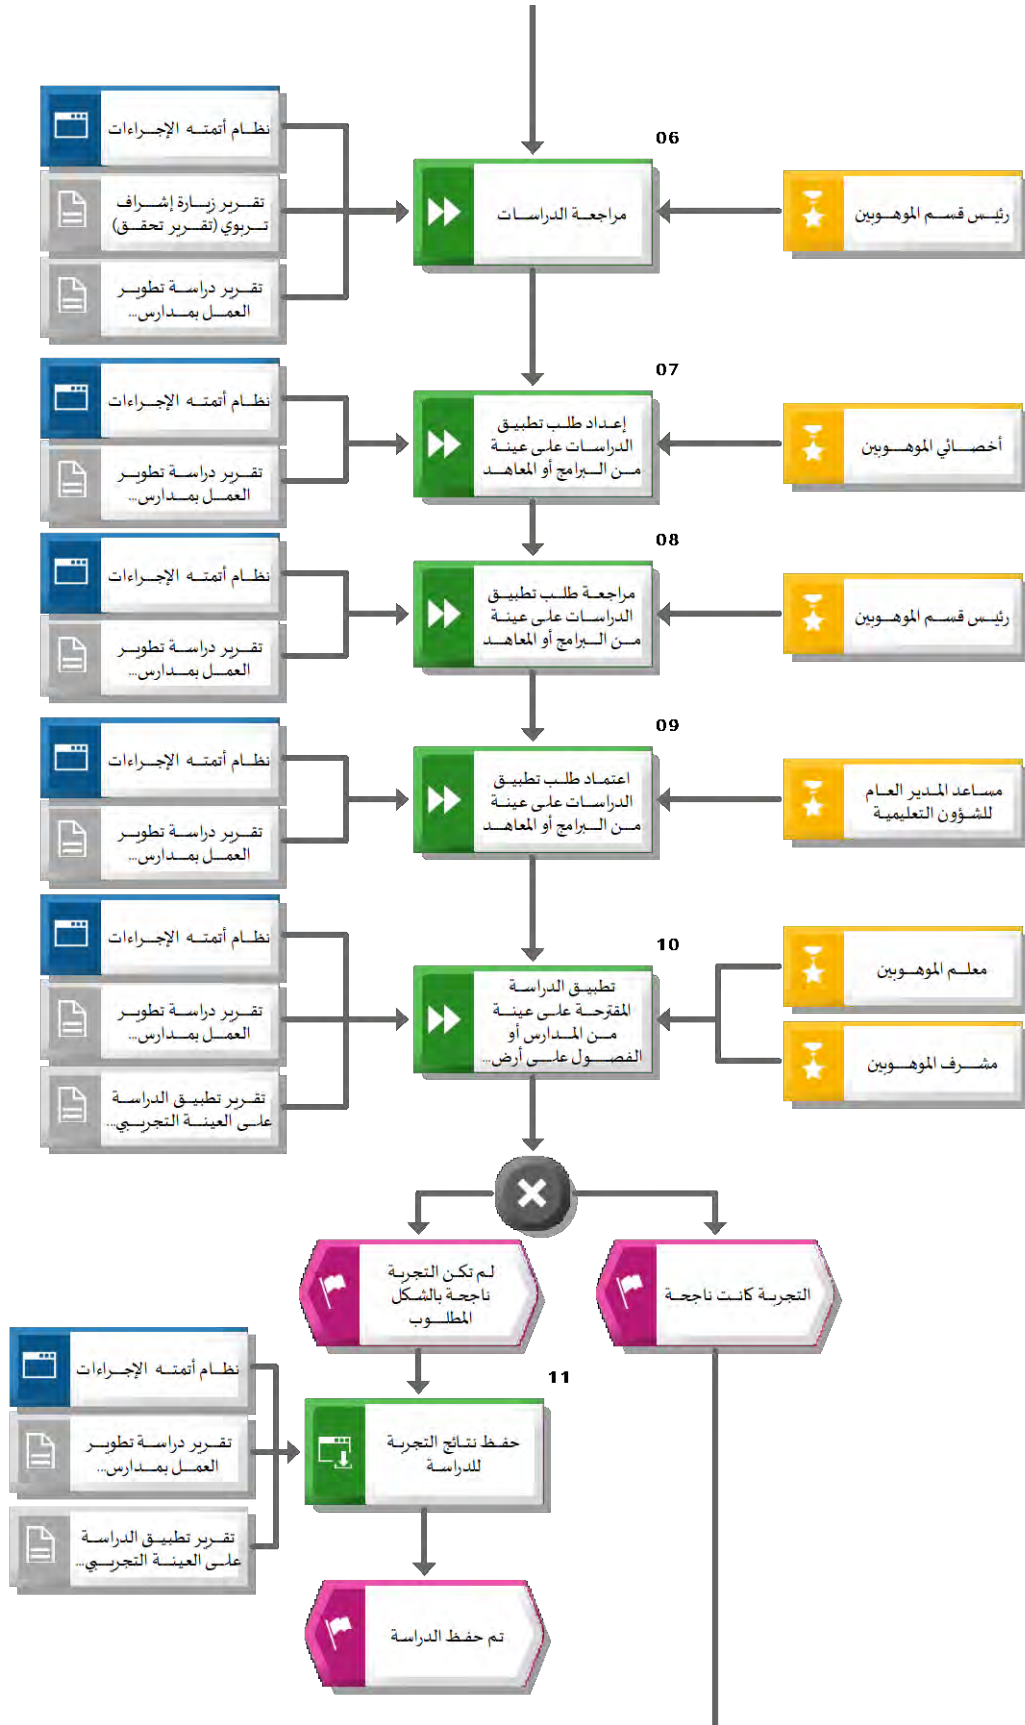 06
رئيس قسم الموهوبين
مراجعة الدراسات
نظام أتمته الإجراءات
تقرير زيارة إشراف
تربوي (تقرير تحقق)
تقرير دراسة تطوير
العمل بمدارس...
07
أخصائي الموهوبين
إعداد طلب تطبيق
الدراسات على عينة
من البرامج أو المعاهد
نظام أتمته الإجراءات
تقرير دراسة تطوير
العمل بمدارس...
08
رئيس قسم الموهوبين
مراجعة طلب تطبيق
الدراسات على عينة
من البرامج أو المعاهد
نظام أتمته الإجراءات
تقرير دراسة تطوير
العمل بمدارس...
09
مساعد المدير العام
للشؤون التعليمية
اعتماد طلب تطبيق
الدراسات على عينة
من البرامج أو المعاهد
نظام أتمته الإجراءات
تقرير دراسة تطوير
العمل بمدارس...
10
معلم الموهوبين
مشرف الموهوبين
تطبيق الدراسة
المقترحة على عينة
من المدارس أو
الفصول على أرض...
نظام أتمته الإجراءات
تقرير دراسة تطوير
العمل بمدارس...
تقرير تطبيق الدراسة
على العينة التجريبي...
التجربة كانت ناجحة
لم تكن التجربة
ناجحة بالشكل
المطلوب
11
حفظ نتائج التجربة
للدراسة
نظام أتمته الإجراءات
تقرير دراسة تطوير
العمل بمدارس...
تقرير تطبيق الدراسة
على العينة التجريبي...
تم حفظ الدراسة